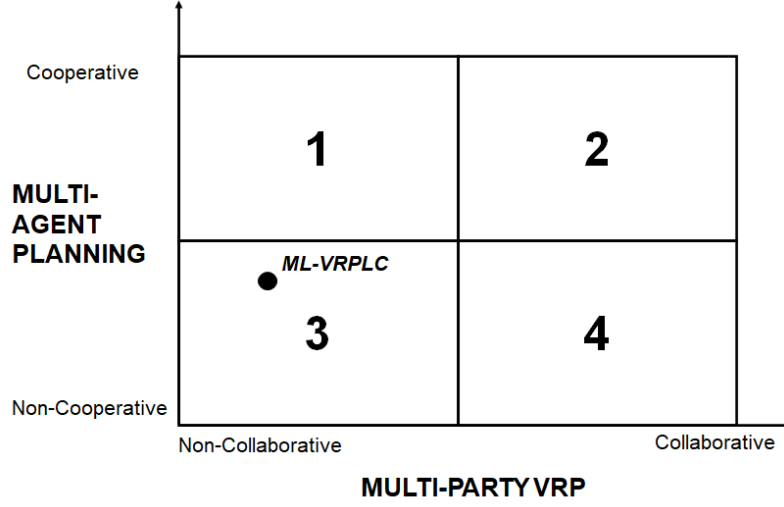 Cooperative
1
2
MULTI-
AGENT
PLANNING
ML-VRPLC
3
4
Non-Cooperative
Non-Collaborative
Collaborative
MULTI-PARTY VRP